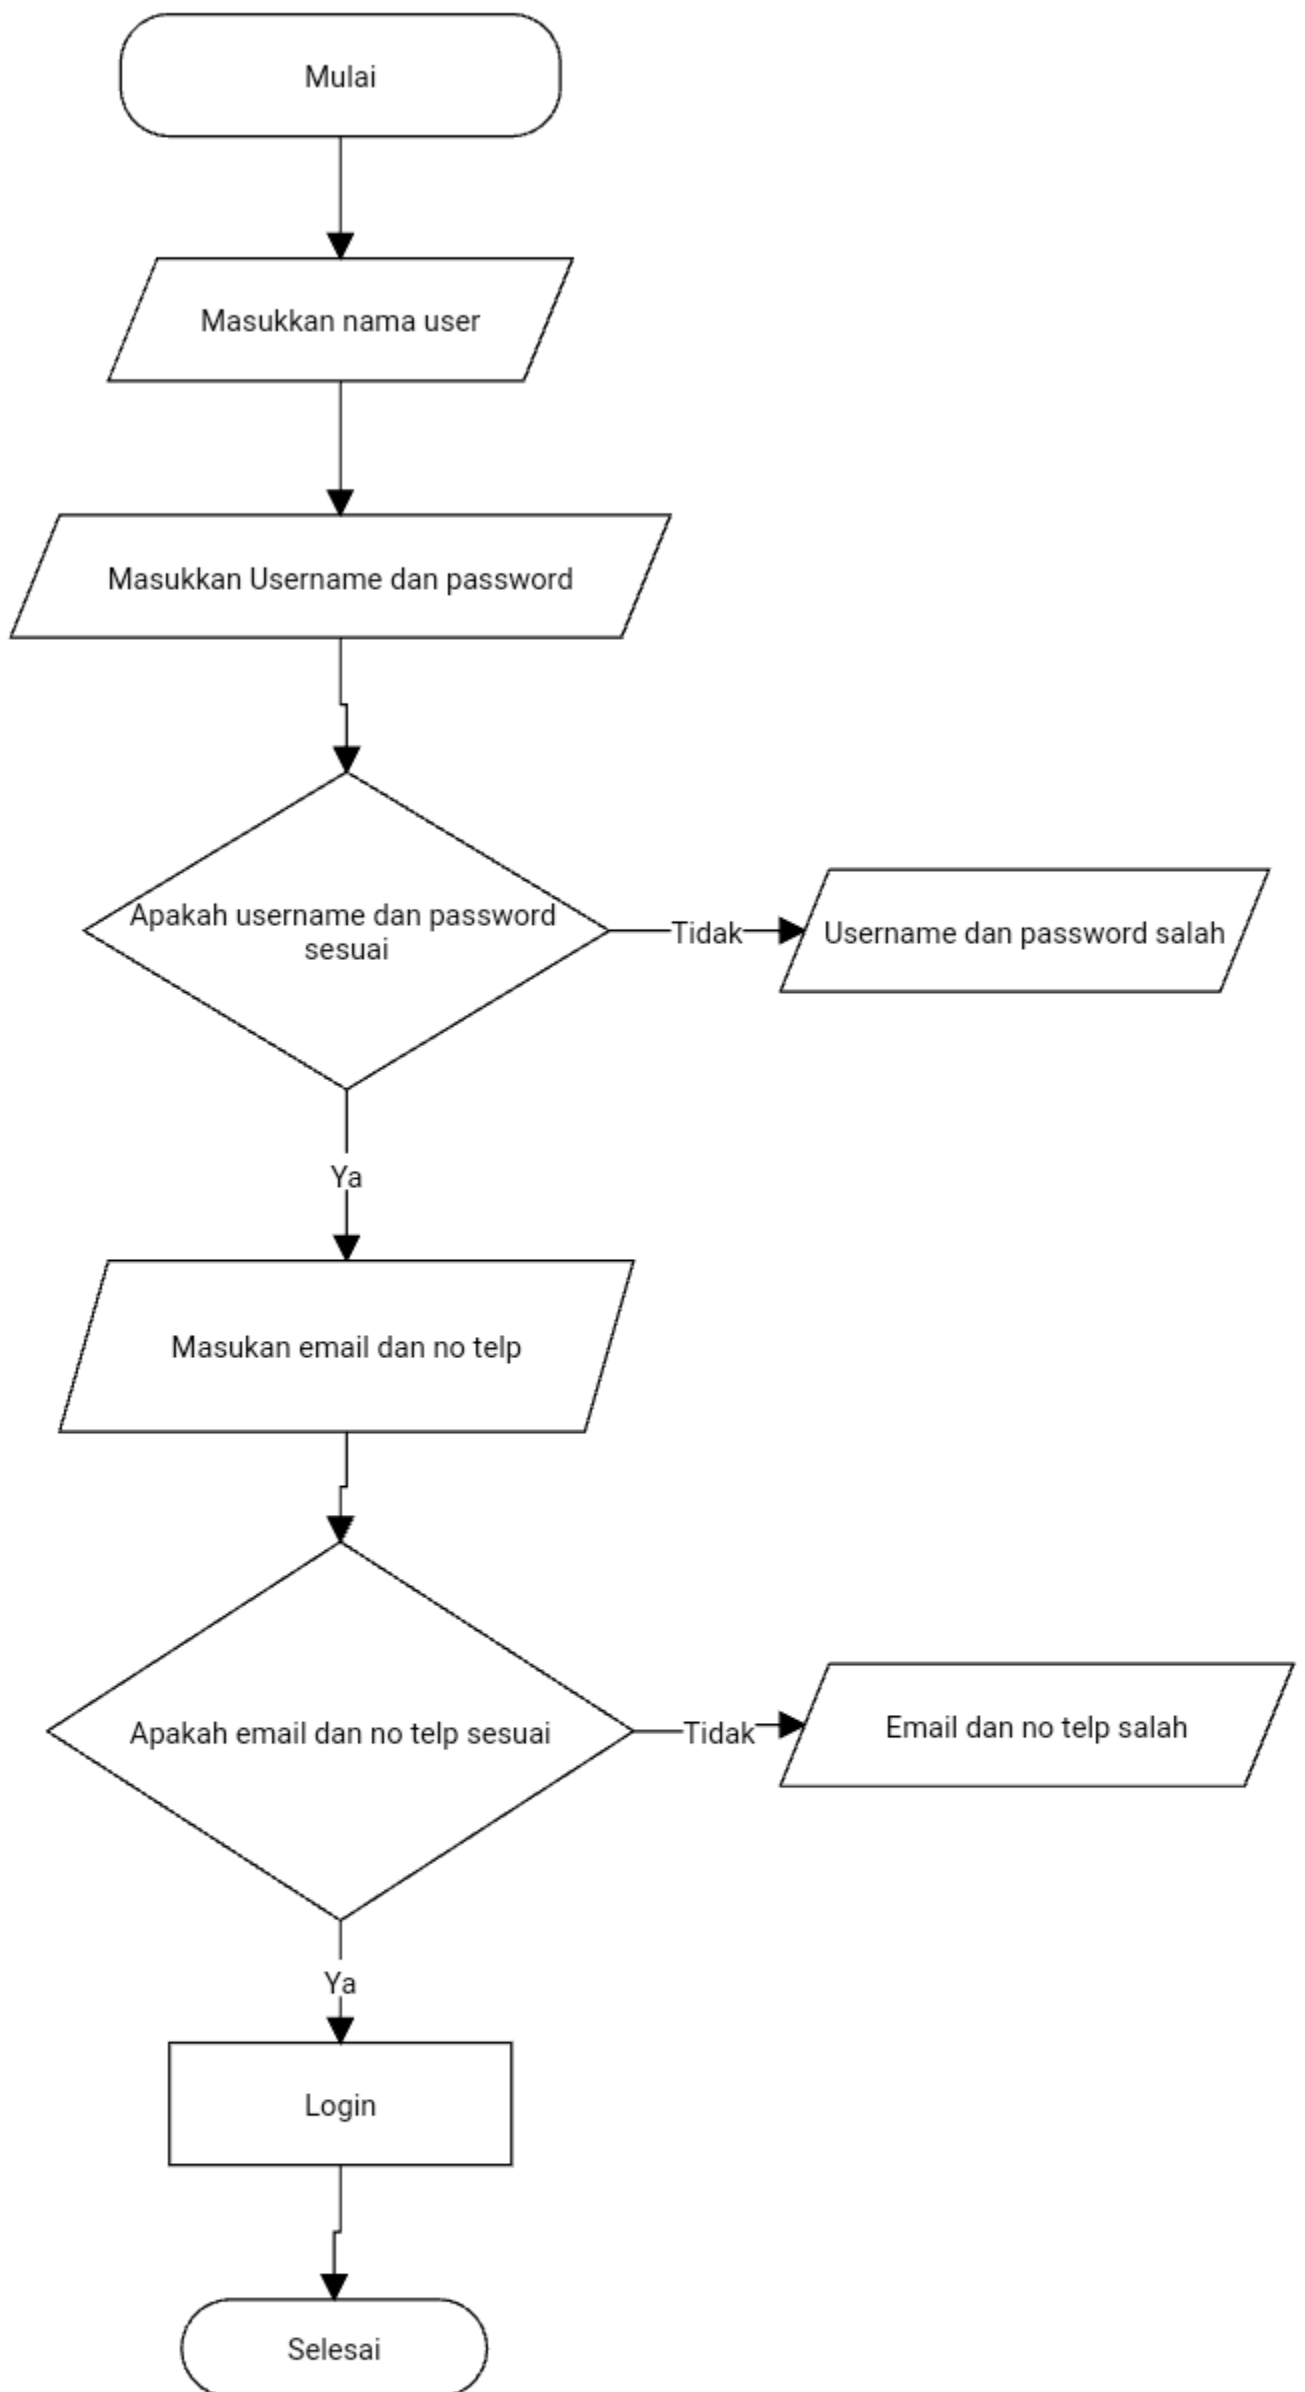 Mulai
Masukkan nama user
Masukkan Username dan password
Apakah username dan password
sesuai
Tidak
Username dan password salah
Ya
Masukan email dan no telp
Apakah email dan no telp sesuai
Tidak
Email dan no telp salah
Ya
Login
Selesai